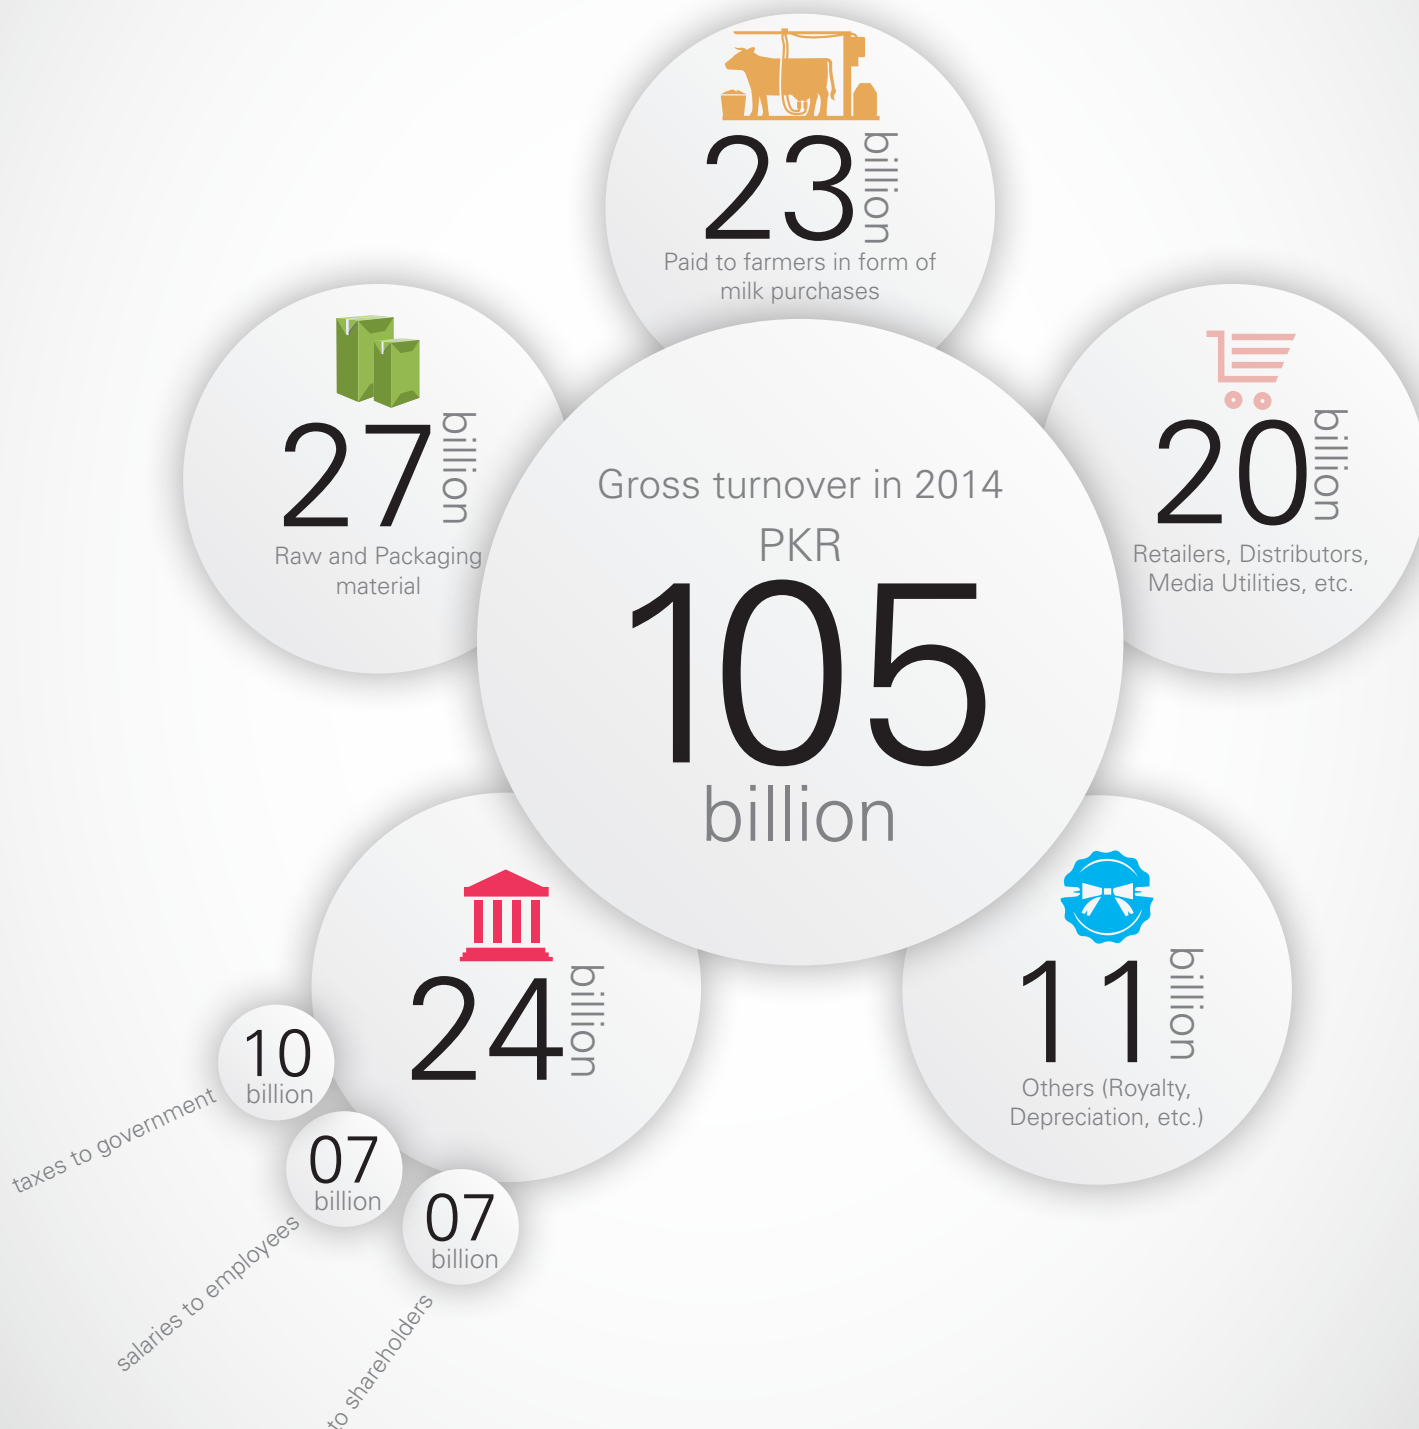 23
billion
Paid to farmers in form of
milk purchases
27
billion
Raw and Packaging
material
Gross turnover in 2014
PKR
105
billion
20
billion
Retailers, Distributors,
Media Utilities, etc.
24
billion
10
billion
taxes to government
07
billion
salaries to employees
07
billion
to shareholders
11
billion
Others (Royalty,
Depreciation, etc.)